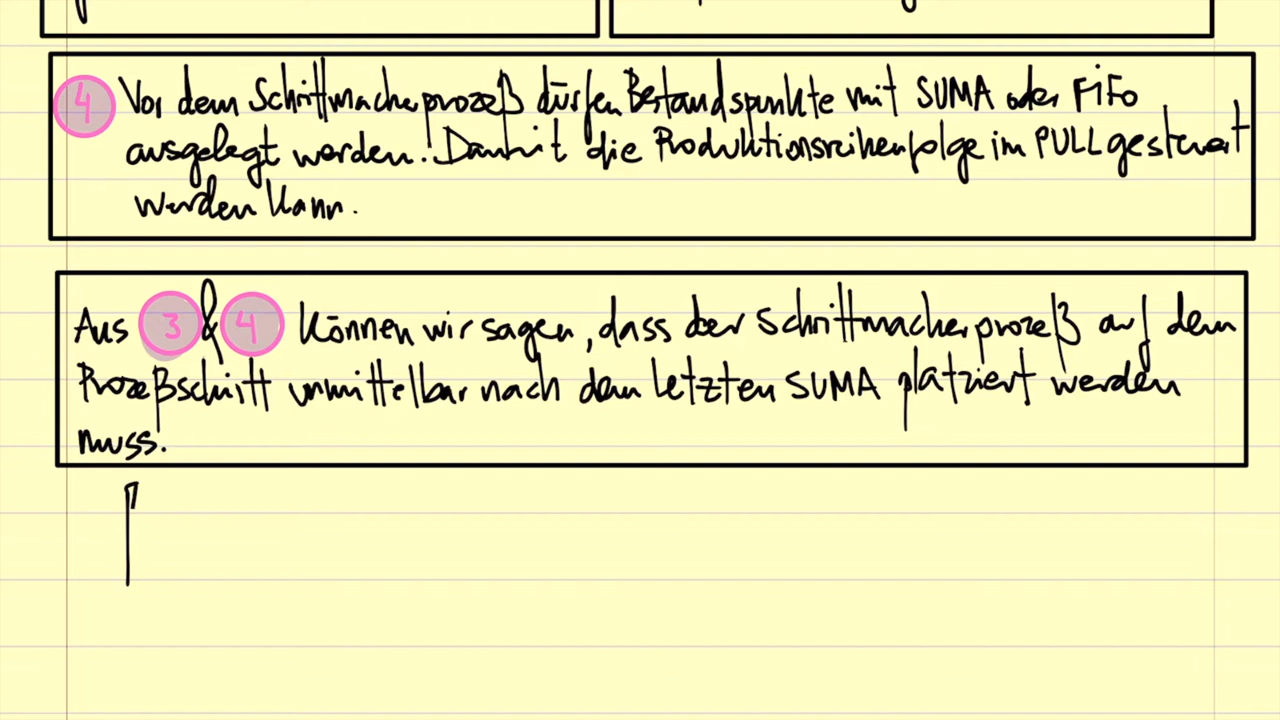 4 Vor dem Schrittmacherprozeß dürfen Bestandspunkte mit SUMA oder FiFo
ausgelegt werden. Damit die Produktionsreihenfolge im PULL gesteuert
werden kann.
Aus 3 & 4 können wir sagen, dass der Schrittmacherprozeß auf dem
Prozeßschritt unmittelbar nach dem letzten SUMA platziert werden
muss.